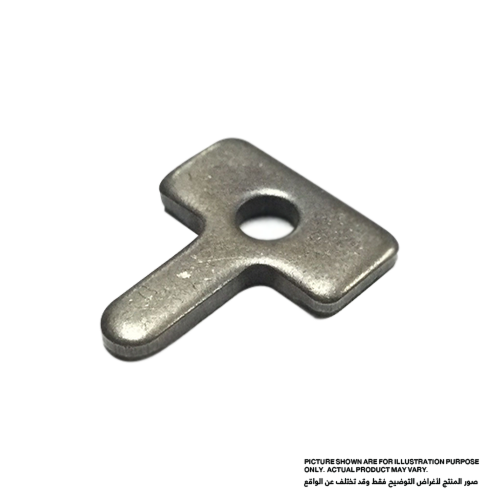 PICTURE SHOWN ARE FOR ILLUSTRATION PURPOSE
ONLY. ACTUAL PRODUCT MAY VARY.
صور المنتج لأغراض التوضيح فقط وقد تختلف عن الواقع